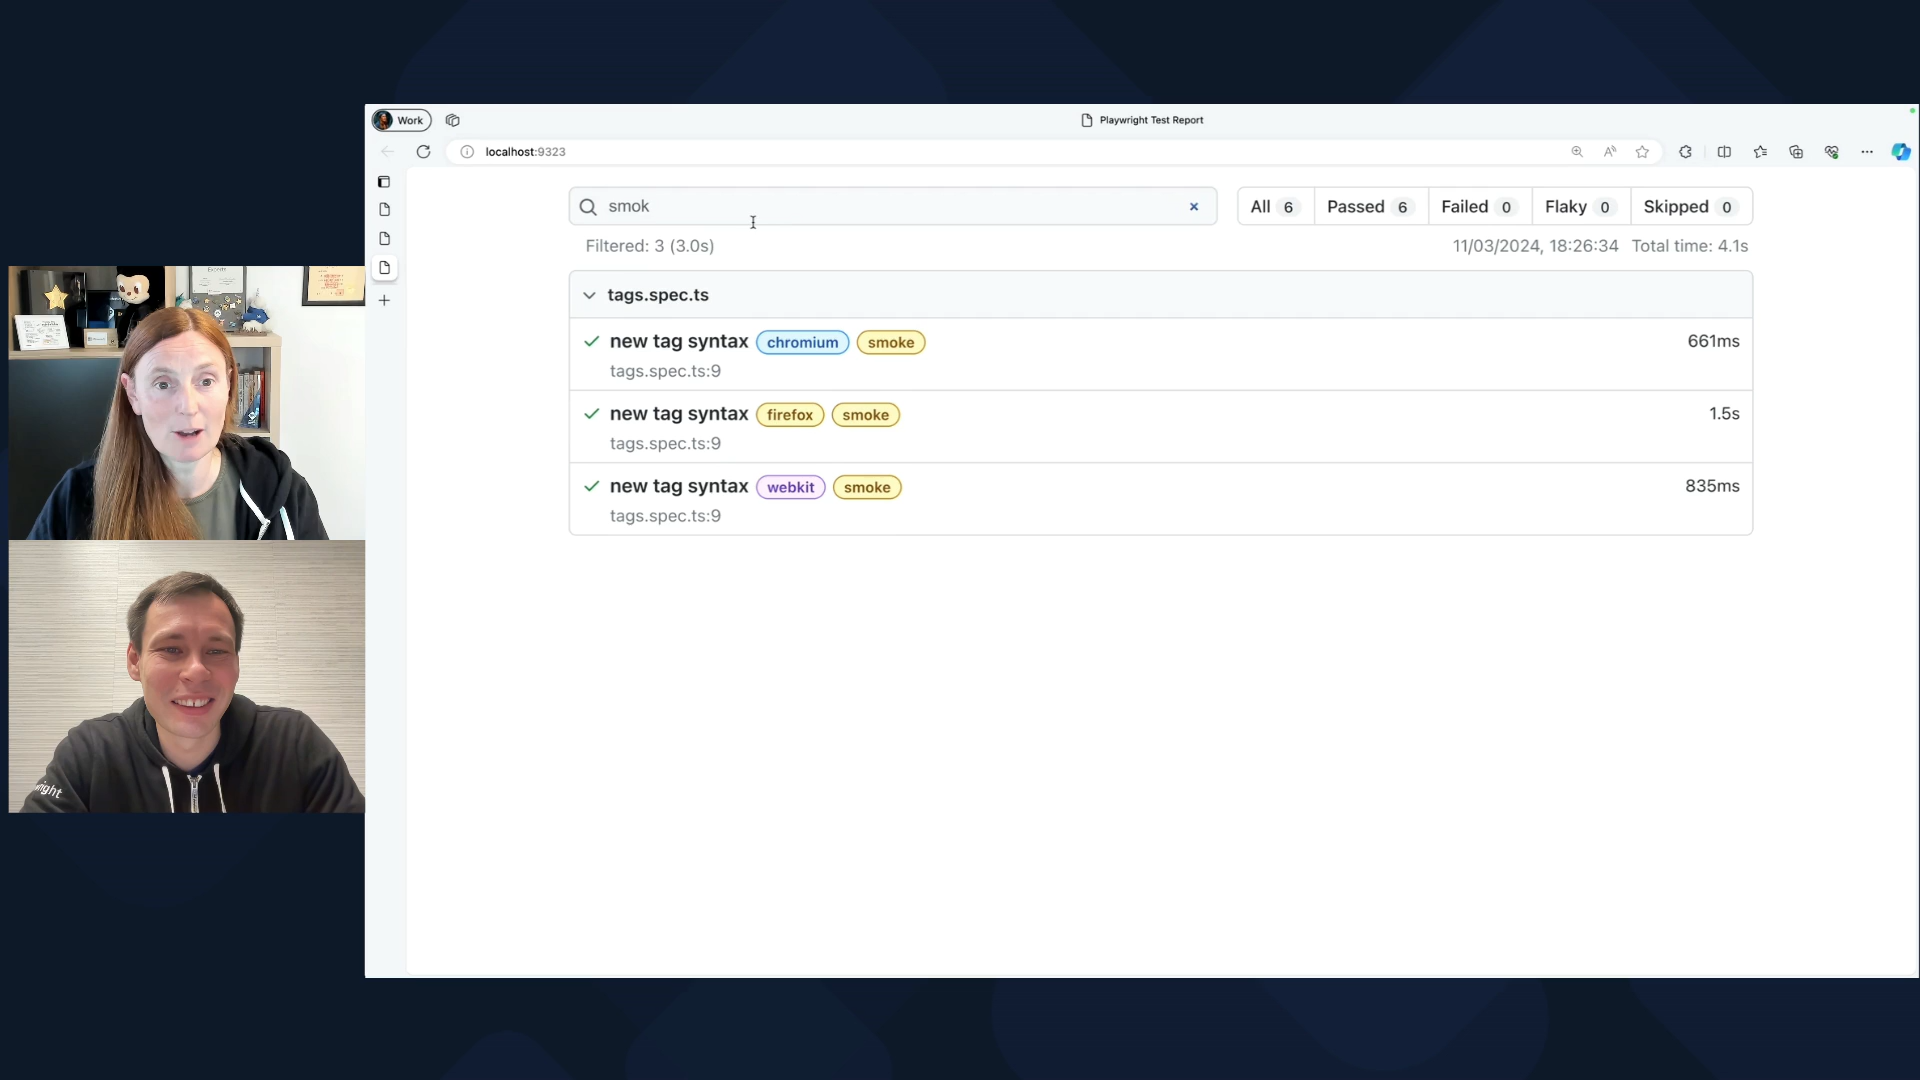 Work
Playwright Test Report
localhost:9323
smok
All 6
Passed 6
Failed 0
Flaky 0
Skipped 0
Filtered: 3 (3.0s)
11/03/2024, 18:26:34 Total time: 4.1s
tags.spec.ts
new tag syntax chromium smoke
661ms
tags.spec.ts:9
new tag syntax firefox smoke
1.5s
tags.spec.ts:9
new tag syntax webkit smoke
835ms
tags.spec.ts:9